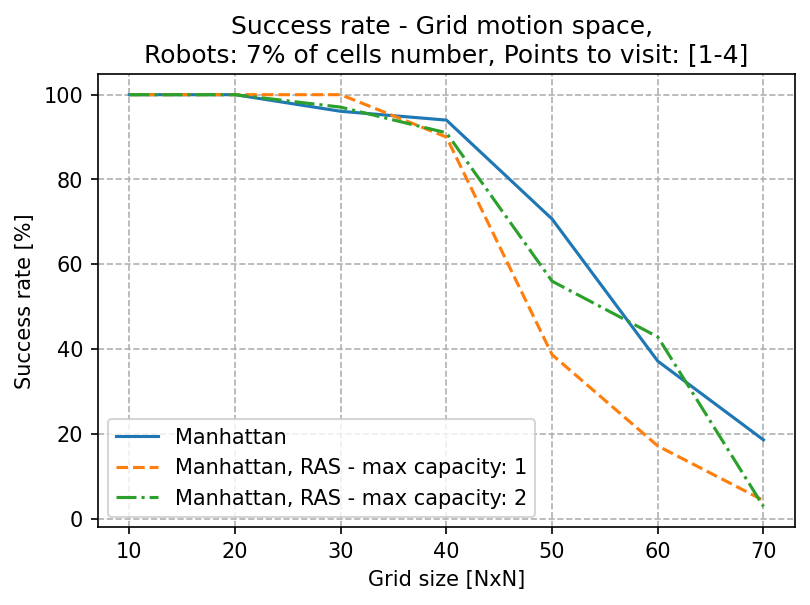 Success rate - Grid motion space,
Robots: 7% of cells number, Points to visit: [1-4]
Success rate [%]
100
80
60
40
20
0
Manhattan
Manhattan, RAS - max capacity: 1
Manhattan, RAS - max capacity: 2
10 20 30 40 50 60 70
Grid size [NxN]